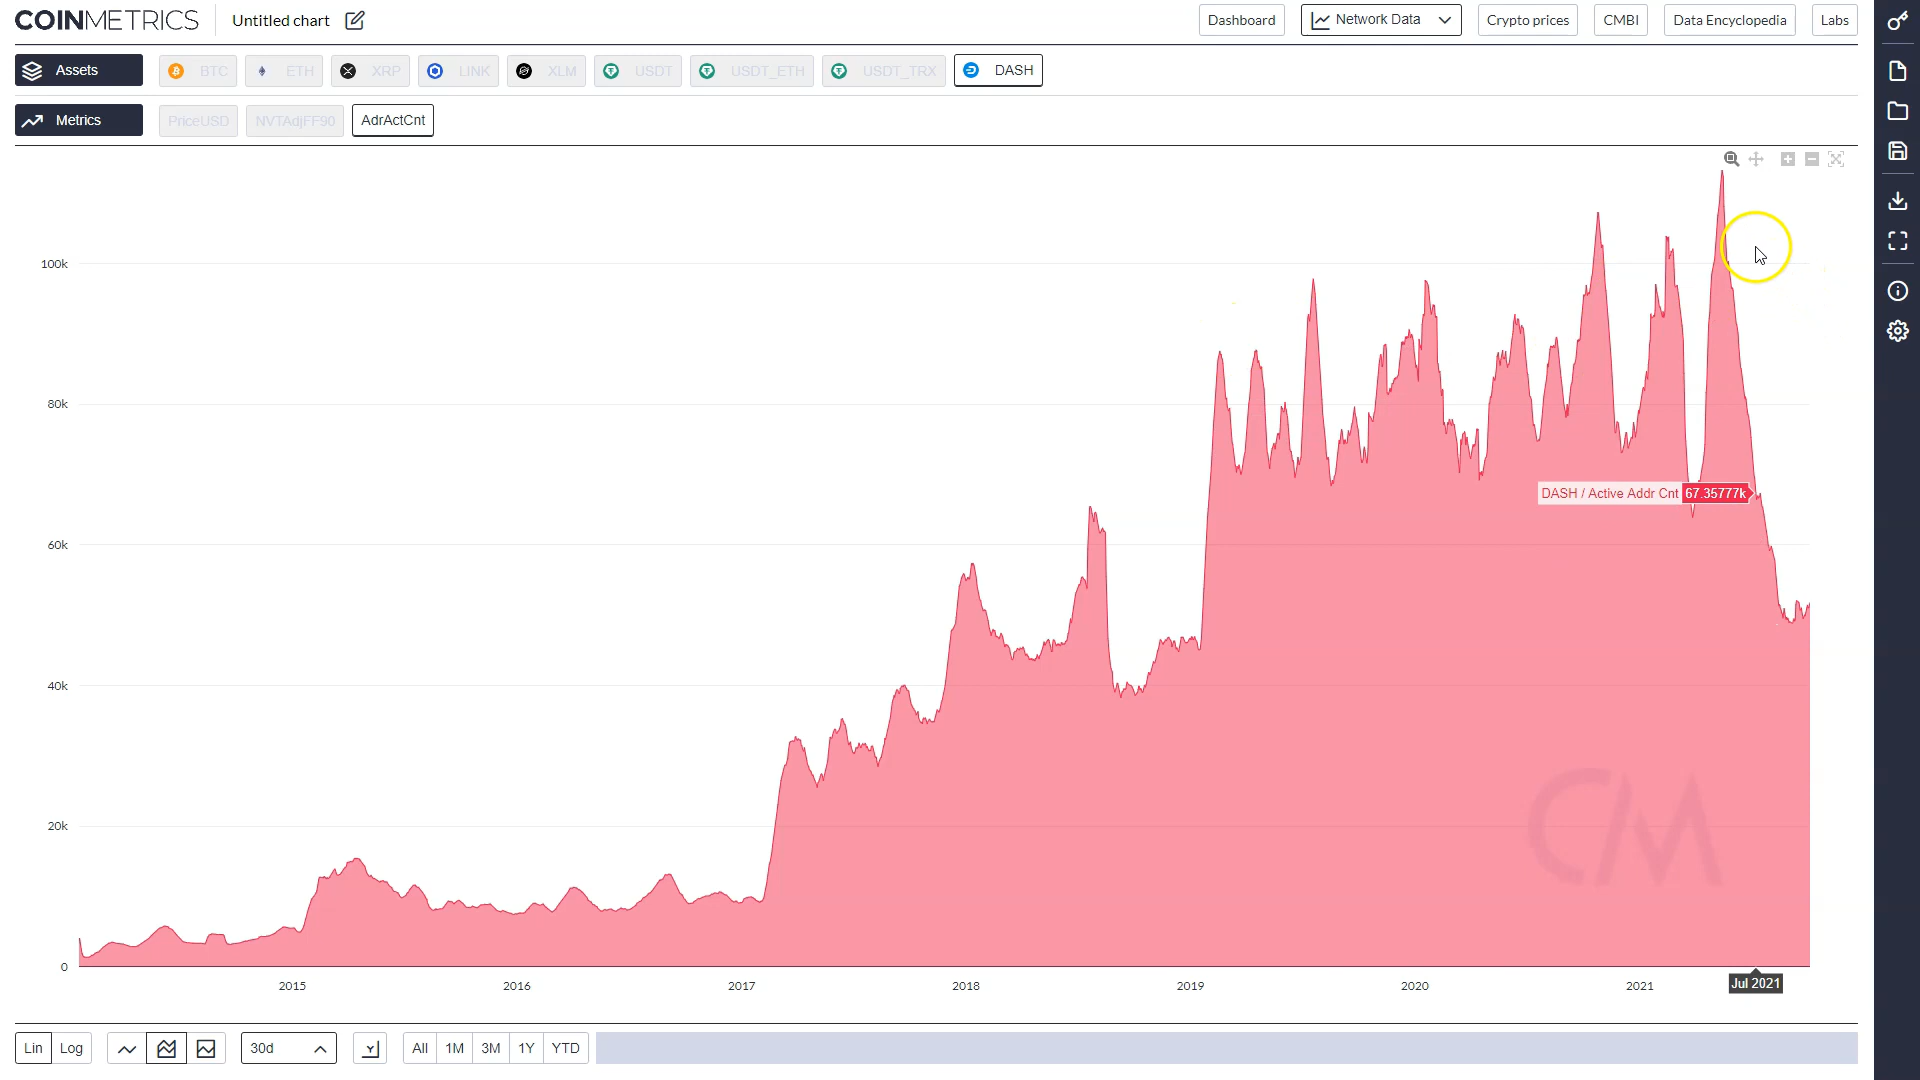 COINMETRICS Untitled chart Dashboard Network Data Crypto prices CMBI Data Encyclopedia Labs
Assets BTC ETH XRP LINK XLM USDT USDT_ETH USDT_TRX DASH
Metrics PriceUSD NVTAdjFF90 AdrActCnt
100k
80k
DASH / Active Addr Cnt 67.35777k
60k
40k
CM
20k
0
2015 2016 2017 2018 2019 2020 2021 Jul 2021
Lin Log 30d All 1M 3M 1Y YTD